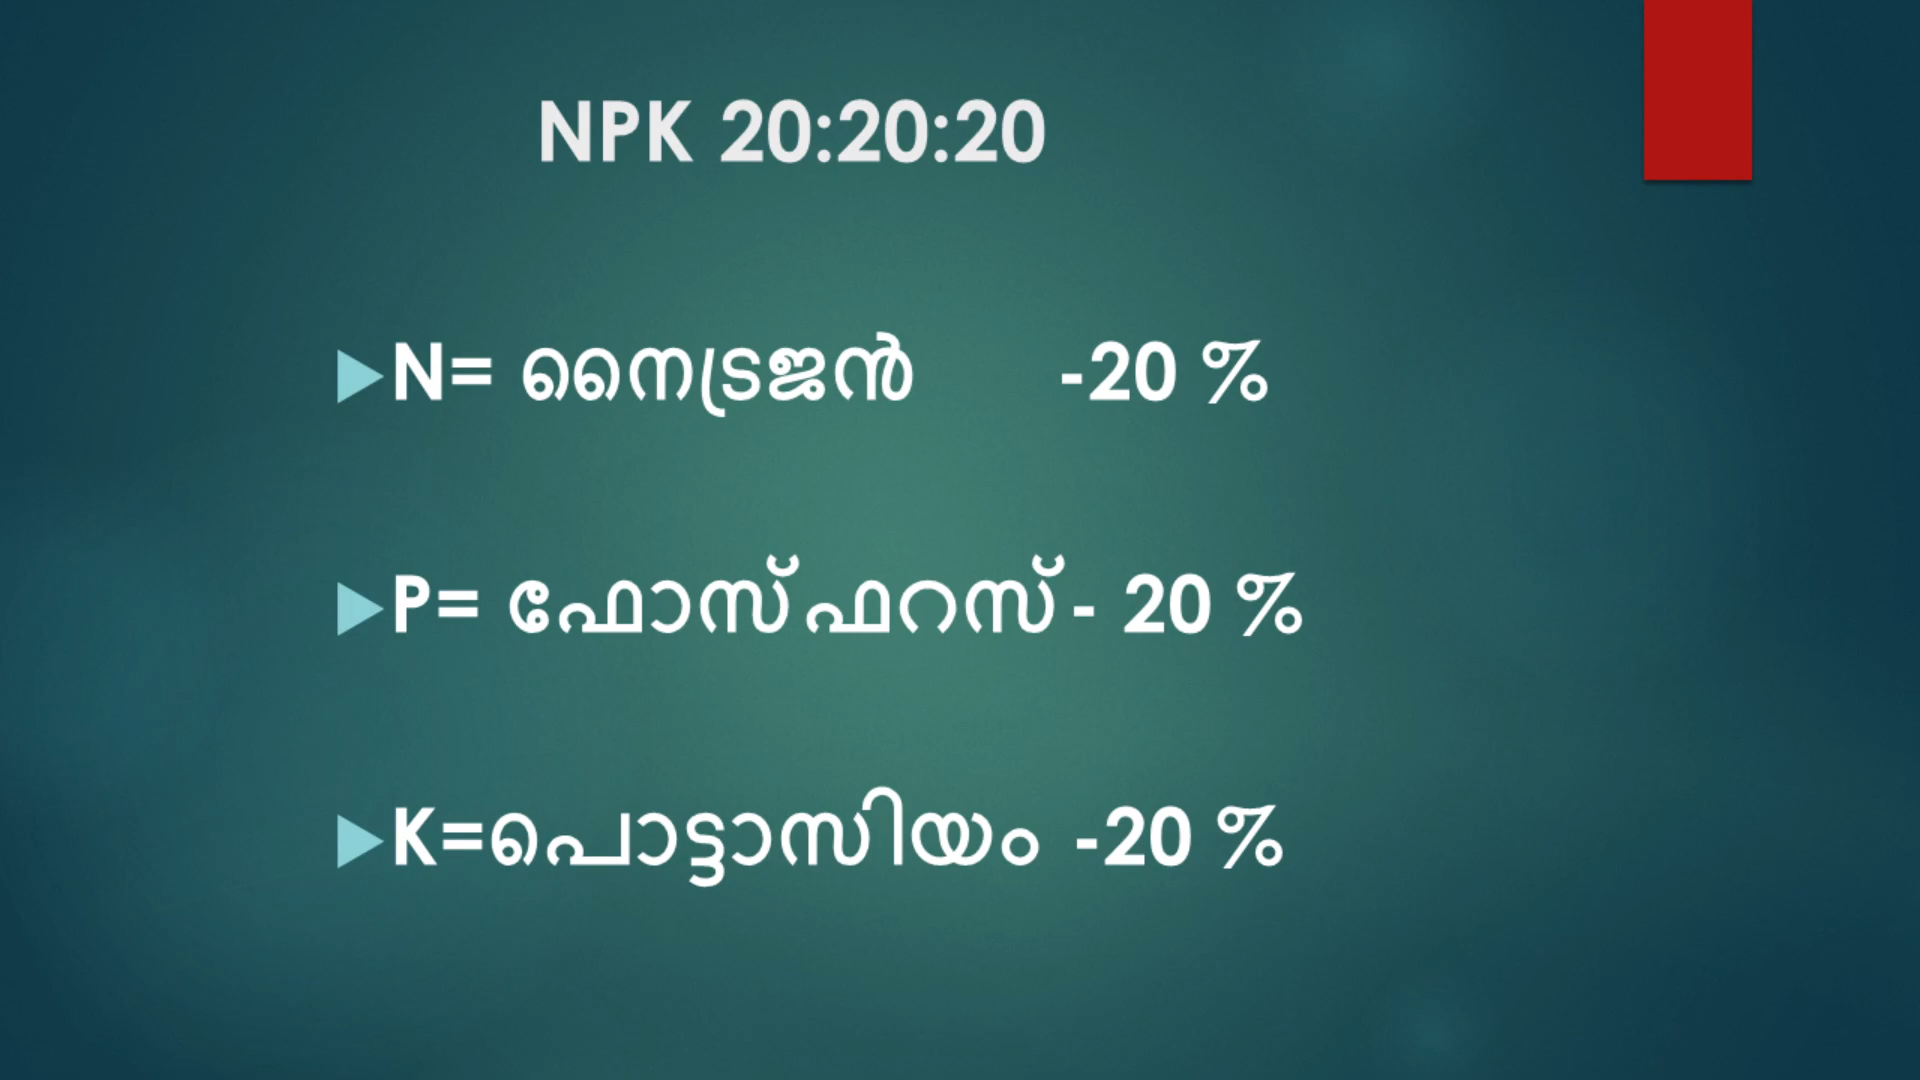 NPK 20:20:20
N= നൈട്രജൻ -20 %
P= ഫോസ്ഫറസ് - 20 %
K=പൊട്ടാസിയം -20 %